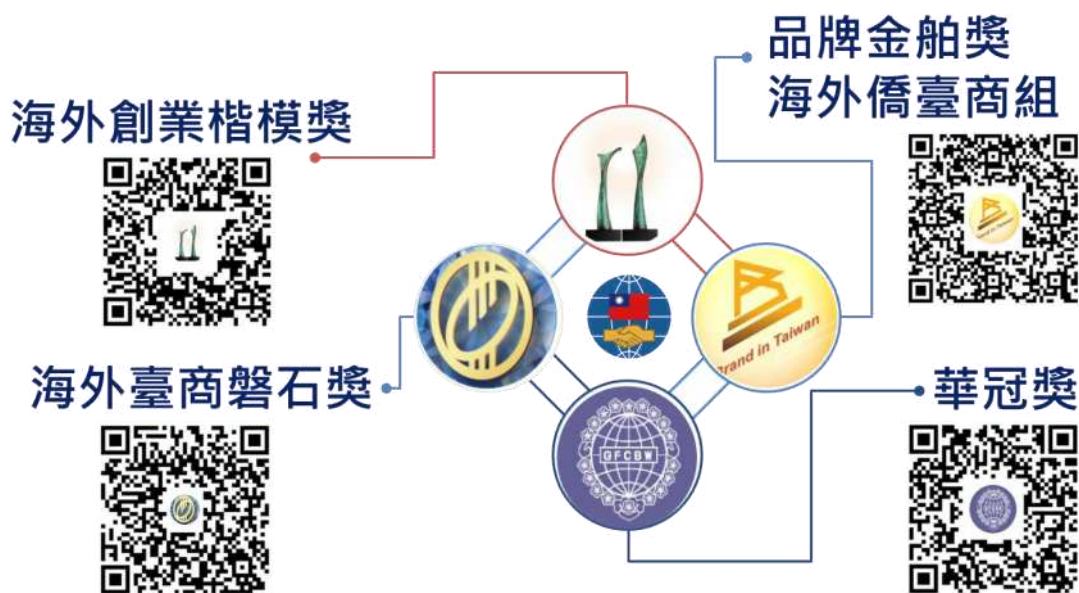 品牌金舶獎
海外僑臺商組
海外創業楷模獎
Brand in Taiwan
海外臺商磐石獎
華冠獎
GFCBW